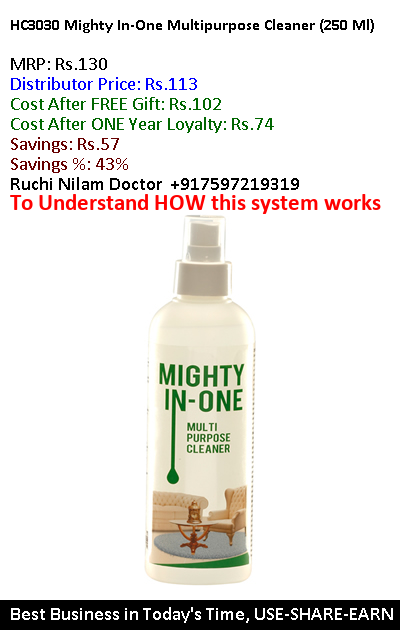 HC3030 Mighty In-One Multipurpose Cleaner (250 Ml)
MRP: Rs.130
Distributor Price: Rs.113
Cost After FREE Gift: Rs.102
Cost After ONE Year Loyalty: Rs.74
Savings: Rs.57
Savings %: 43%
Ruchi Nilam Doctor +917597219319
To Understand HOW this system works
MIGHTY
IN-ONE
MULTI
PURPOSE
CLEANER
Best Business in Today's Time, USE-SHARE-EARN